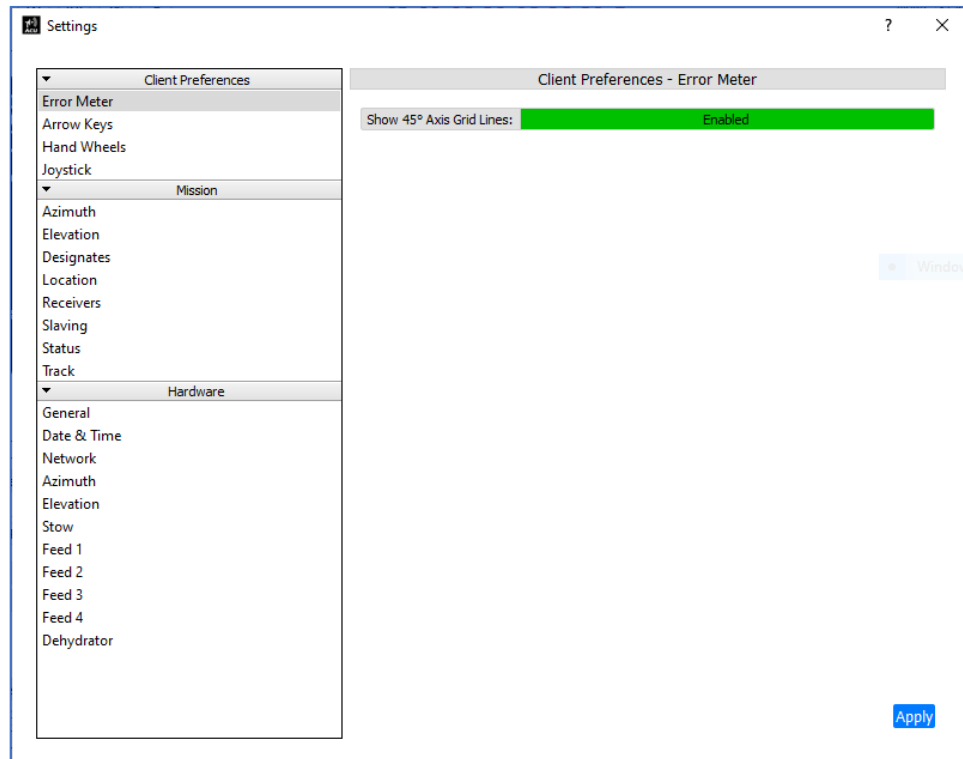 ACU
Settings
?
Client Preferences
Error Meter
Arrow Keys
Hand Wheels
Joystick
Mission
Azimuth
Elevation
Designates
Location
Receivers
Slaving
Status
Track
Hardware
General
Date & Time
Network
Azimuth
Elevation
Stow
Feed 1
Feed 2
Feed 3
Feed 4
Dehydrator
Client Preferences - Error Meter
Show 45° Axis Grid Lines:
Enabled
Window
Apply